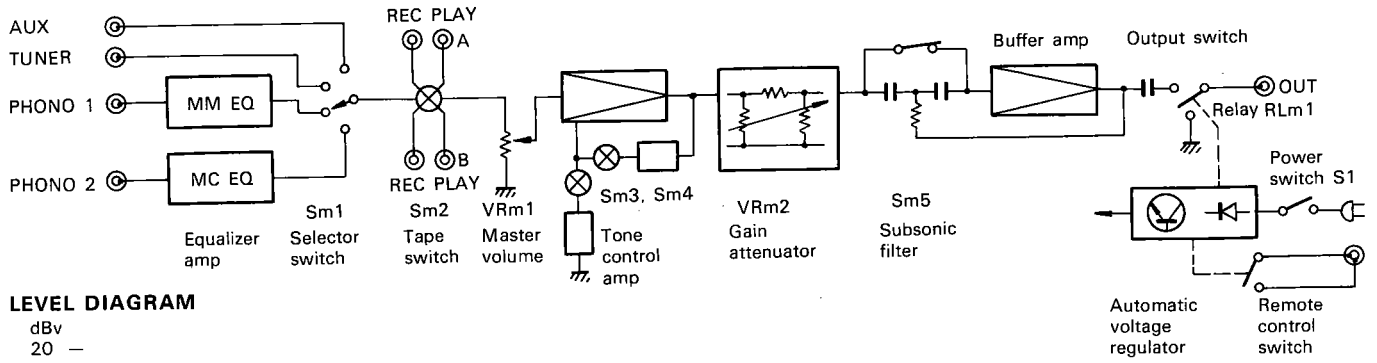 AUX
TUNER
PHONO 1
PHONO 2
MM EQ
MC EQ
Equalizer
amp
Sm1
Selector
switch
REC PLAY
A
B
REC PLAY
Sm2
Tape
switch
VRm1
Master
volume
Sm3, Sm4
Tone
control
amp
VRm2
Gain
attenuator
Sm5
Subsonic
filter
Buffer amp
Output switch
OUT
Relay RLm1
Power
switch S1
Automatic
voltage
regulator
Remote
control
switch
LEVEL DIAGRAM
dBv
20 —